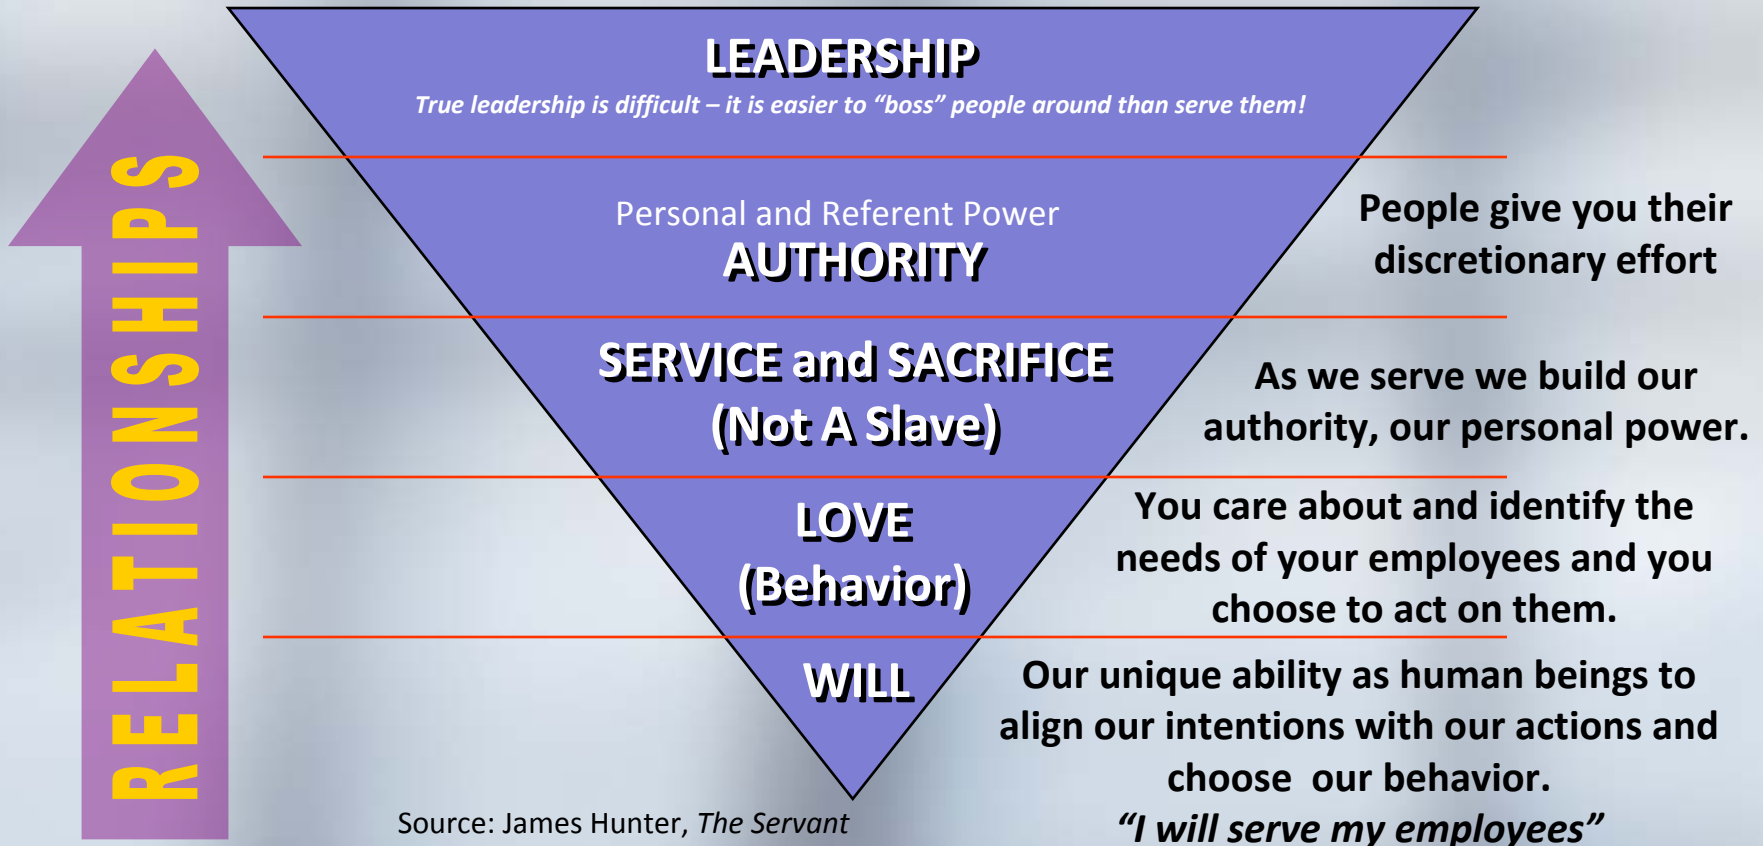 RELATIONSHIPS
LEADERSHIP
True leadership is difficult – it is easier to “boss” people around than serve them!
Personal and Referent Power
AUTHORITY
People give you their
discretionary effort
SERVICE and SACRIFICE
(Not A Slave)
As we serve we build our
authority, our personal power.
LOVE
(Behavior)
You care about and identify the
needs of your employees and you
choose to act on them.
WILL
Our unique ability as human beings to
align our intentions with our actions and
choose our behavior.
“I will serve my employees”
Source: James Hunter, The Servant